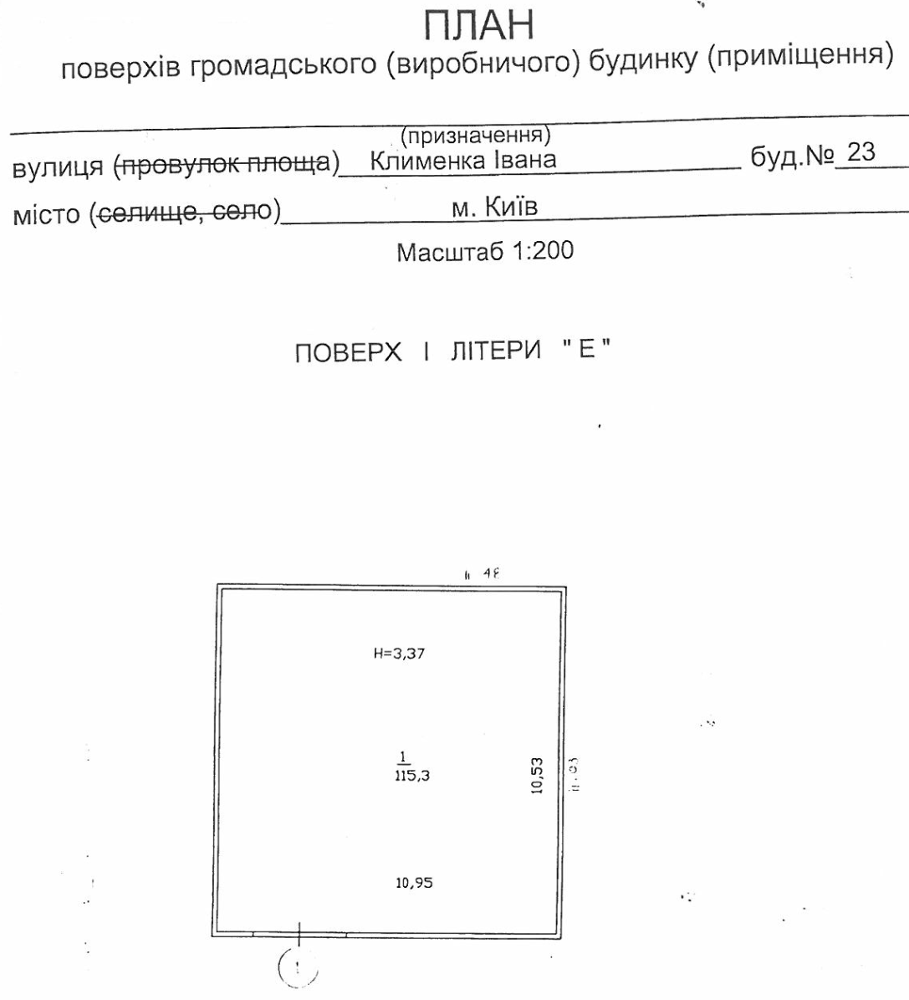 ПЛАН
поверхів громадського (виробничого) будинку (приміщення)
(призначення)
вулиця (провулок площа) Клименка Івана буд.№ 23
місто (селище, село) м. Київ
Масштаб 1:200
ПОВЕРХ І ЛІТЕРИ "Е"
H=3,37
1
115,3
10,53
10,95